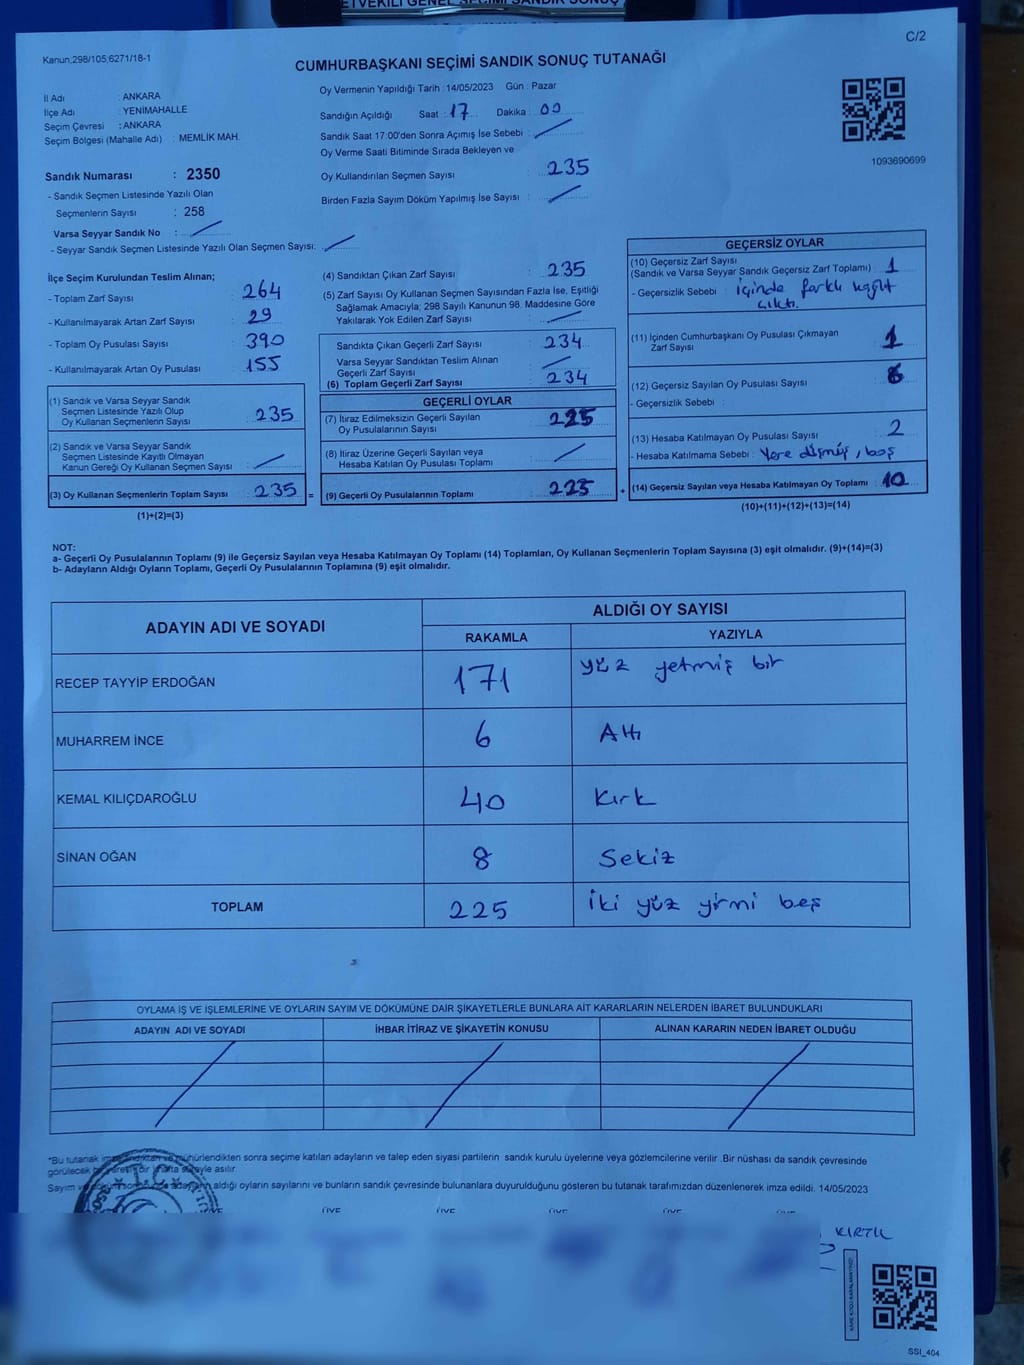 ETVEKİLİ GENEL SEÇİMİ SANDIK SONUÇ
C/2
Kanun;298/105;6271/18-1
CUMHURBAŞKANI SEÇİMİ SANDIK SONUÇ TUTANAĞI
İl Adı : ANKARA
İlçe Adı : YENİMAHALLE
Seçim Çevresi : ANKARA
Seçim Bölgesi (Mahalle Adı) : MEMLİK MAH.
Sandık Numarası : 2350
- Sandık Seçmen Listesinde Yazılı Olan
Seçmenlerin Sayısı : 258
Varsa Seyyar Sandık No :
- Seyyar Sandık Seçmen Listesinde Yazılı Olan Seçmen Sayısı:
Oy Vermenin Yapıldığı Tarih : 14/05/2023 Gün : Pazar
Sandığın Açıldığı Saat : 17 Dakika : 00
Sandık Saat 17:00'den Sonra Açımış İse Sebebi :
Oy Verme Saati Bitiminde Sırada Bekleyen ve
Oy Kullandırılan Seçmen Sayısı : 235
Birden Fazla Sayım Döküm Yapılmış İse Sayısı :
1093690699
İlçe Seçim Kurulundan Teslim Alınan;
- Toplam Zarf Sayısı : 264
- Kullanılmayarak Artan Zarf Sayısı : 29
- Toplam Oy Pusulası Sayısı : 390
- Kullanılmayarak Artan Oy Pusulası : 155
(1) Sandık ve Varsa Seyyar Sandık
Seçmen Listesinde Yazılı Olup
Oy Kullanan Seçmenlerin Sayısı : 235
(2) Sandık ve Varsa Seyyar Sandık
Seçmen Listesinde Kayıtlı Olmayan
Kanun Gereği Oy Kullanan Seçmen Sayısı :
(3) Oy Kullanan Seçmenlerin Toplam Sayısı : 235 =
(1)+(2)=(3)
(4) Sandıktan Çıkan Zarf Sayısı : 235
(5) Zarf Sayısı Oy Kullanan Seçmen Sayısından Fazla İse, Eşitliği
Sağlamak Amacıyla; 298 Sayılı Kanunun 98. Maddesine Göre
Yakılarak Yok Edilen Zarf Sayısı :
Sandıkta Çıkan Geçerli Zarf Sayısı : 234
Varsa Seyyar Sandıktan Teslim Alınan
Geçerli Zarf Sayısı :
(6) Toplam Geçerli Zarf Sayısı : 234
GEÇERLİ OYLAR
(7) İtiraz Edilmeksizin Geçerli Sayılan
Oy Pusulalarının Sayısı : 225
(8) İtiraz Üzerine Geçerli Sayılan veya
Hesaba Katılan Oy Pusulası Toplamı :
(9) Geçerli Oy Pusulalarının Toplamı : 225 +
GEÇERSİZ OYLAR
(10) Geçersiz Zarf Sayısı
(Sandık ve Varsa Seyyar Sandık Geçersiz Zarf Toplamı) : 1
- Geçersizlik Sebebi : içinde farklı kağıt
çıktı.
(11) İçinden Cumhurbaşkanı Oy Pusulası Çıkmayan
Zarf Sayısı : 1
(12) Geçersiz Sayılan Oy Pusulası Sayısı : 6
- Geçersizlik Sebebi :
(13) Hesaba Katılmayan Oy Pusulası Sayısı : 2
- Hesaba Katılmama Sebebi : Yere düşmüş, boş
(14) Geçersiz Sayılan veya Hesaba Katılmayan Oy Toplamı : 10
(10)+(11)+(12)+(13)=(14)
NOT:
a- Geçerli Oy Pusulalarının Toplamı (9) ile Geçersiz Sayılan veya Hesaba Katılmayan Oy Toplamı (14) Toplamları, Oy Kullanan Seçmenlerin Toplam Sayısına (3) eşit olmalıdır. (9)+(14)=(3)
b- Adayların Aldığı Oyların Toplamı, Geçerli Oy Pusulalarının Toplamına (9) eşit olmalıdır.
ADAYIN ADI VE SOYADI ALDIĞI OY SAYISI
RAKAMLA YAZIYLA
RECEP TAYYİP ERDOĞAN 171 yüz yetmiş bir
MUHARREM İNCE 6 Altı
KEMAL KILIÇDAROĞLU 40 Kırk
SİNAN OĞAN 8 Sekiz
TOPLAM 225 iki yüz yirmi beş
OYLAMA İŞ VE İŞLEMLERİNE VE OYLARIN SAYIM VE DÖKÜMÜNE DAİR ŞİKAYETLERLE BUNLARA AİT KARARLARIN NELERDEN İBARET BULUNDUKLARI
ADAYIN ADI VE SOYADI İHBAR İTİRAZ VE ŞİKAYETİN KONUSU ALINAN KARARIN NEDEN İBARET OLDUĞU
*Bu tutanak mühürlendikten sonra seçime katılan adayların ve talep eden siyasi partilerin sandık kurulu üyelerine veya gözlemcilerine verilir .Bir nüshası da sandık çevresinde
görülecek bir hafta süreyle asılır.
Sayım aldığı oyların sayılarını ve bunların sandık çevresinde bulunanlara duyurulduğunu gösteren bu tutanak tarafımızdan düzenlenerek imza edildi. 14/05/2023
ÜYE ÜYE ÜYE ÜYE ÜYE
KIRTIL
SSİ_404